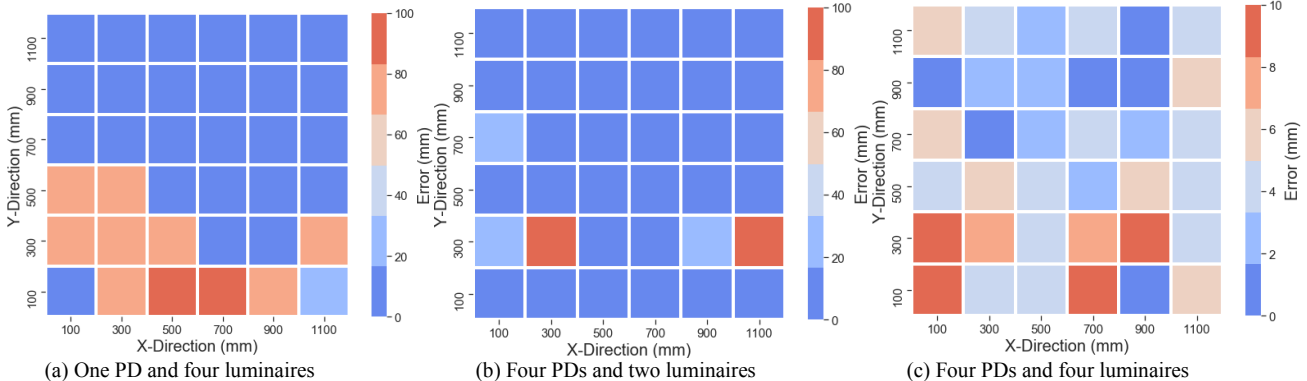 1100
900
700
500
300
100
Y-Direction (mm)
100 300 500 700 900 1100
X-Direction (mm)
100
80
60
40
20
0
Error (mm)
(a) One PD and four luminaires
1100
900
700
500
300
100
Y-Direction (mm)
100 300 500 700 900 1100
X-Direction (mm)
100
80
60
40
20
0
Error (mm)
(b) Four PDs and two luminaires
1100
900
700
500
300
100
Y-Direction (mm)
100 300 500 700 900 1100
X-Direction (mm)
10
8
6
4
2
0
Error (mm)
(c) Four PDs and four luminaires